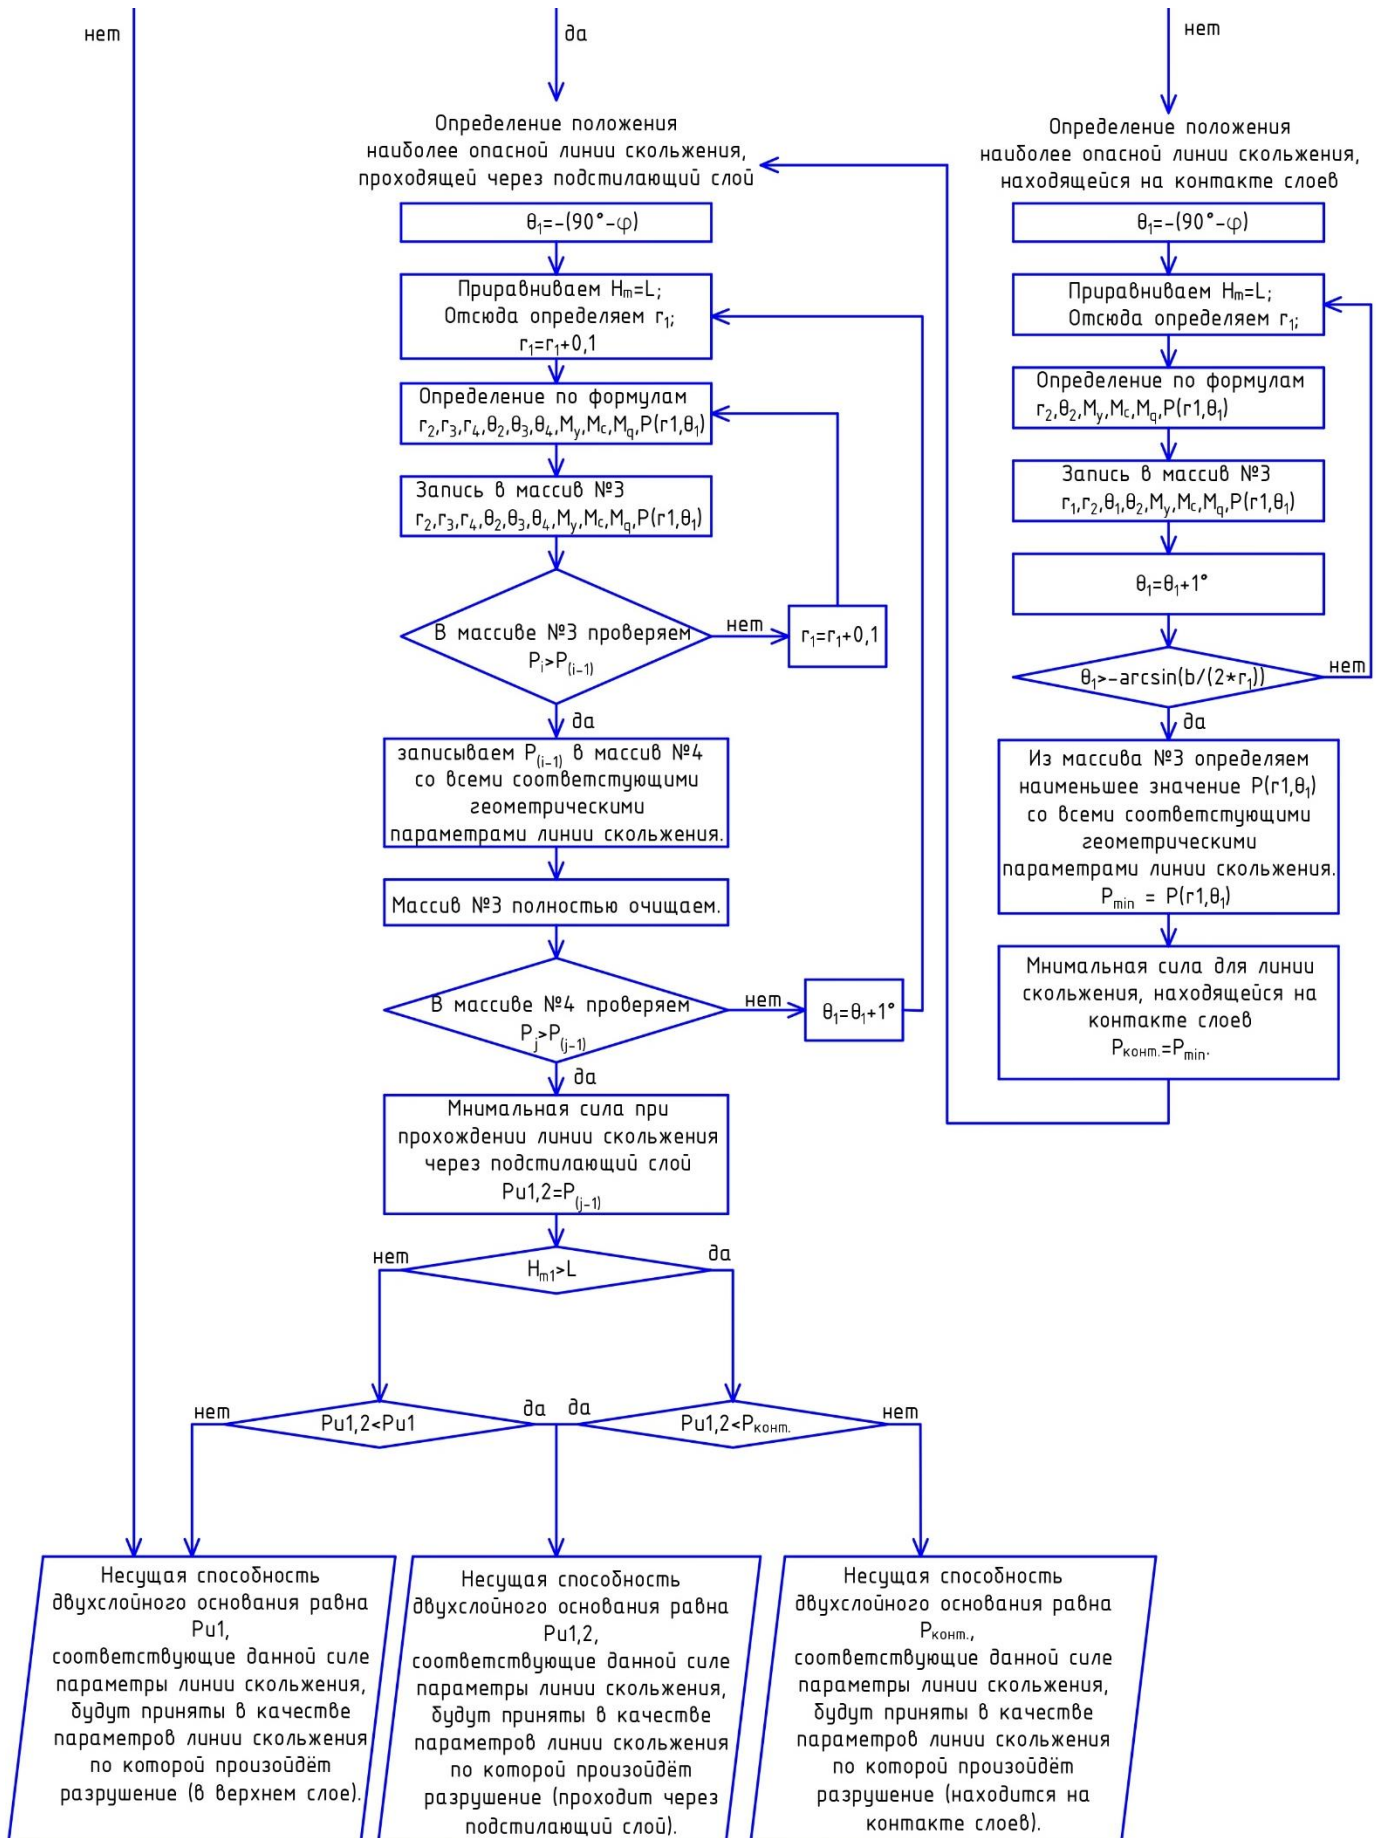 нет
да
нет
Определение положения
наиболее опасной линии скольжения,
проходящей через подстилающий слой
θ₁=-(90°-φ)
Приравниваем Hm=L;
Отсюда определяем r₁;
r₁=r₁+0,1
Определение по формулам
r₂,r₃,r₄,θ₂,θ₃,θ₄,My,Mc,Mq,P(r1,θ₁)
Запись в массив №3
r₂,r₃,r₄,θ₂,θ₃,θ₄,My,Mc,Mq,P(r1,θ₁)
В массиве №3 проверяем
Pi>P(i-1)
нет
r₁=r₁+0,1
да
записываем P(i-1) в массив №4
со всеми соответстующими
геометрическими
параметрами линии скольжения.
Массив №3 полностью очищаем.
В массиве №4 проверяем
Pj>P(j-1)
нет
θ₁=θ₁+1°
да
Мнимальная сила при
прохождении линии скольжения
через подстилающий слой
Pu1,2=P(j-1)
Определение положения
наиболее опасной линии скольжения,
находящейся на контакте слоев
θ₁=-(90°-φ)
Приравниваем Hm=L;
Отсюда определяем r₁;
Определение по формулам
r₂,θ₂,My,Mc,Mq,P(r1,θ₁)
Запись в массив №3
r₁,r₂,θ₁,θ₂,My,Mc,Mq,P(r1,θ₁)
θ₁=θ₁+1°
θ₁>-arcsin(b/(2*r₁))
нет
да
Из массива №3 определяем
наименьшее значение P(r1,θ₁)
со всеми соответстующими
геометрическими
параметрами линии скольжения.
Pmin = P(r1,θ₁)
Мнимальная сила для линии
скольжения, находящейся на
контакте слоев
Pконт.=Pmin.
нет
да
Hm1>L
нет
Pu1,2<Pu1
да
да
Pu1,2<Pконт.
нет
Несущая способность
двухслойного основания равна
Pu1,
соответствующие данной силе
параметры линии скольжения,
будут приняты в качестве
параметров линии скольжения
по которой произойдёт
разрушение (в верхнем слое).
Несущая способность
двухслойного основания равна
Pu1,2,
соответствующие данной силе
параметры линии скольжения,
будут приняты в качестве
параметров линии скольжения
по которой произойдёт
разрушение (проходит через
подстилающий слой).
Несущая способность
двухслойного основания равна
Pконт.,
соответствующие данной силе
параметры линии скольжения,
будут приняты в качестве
параметров линии скольжения
по которой произойдёт
разрушение (находится на
контакте слоев).